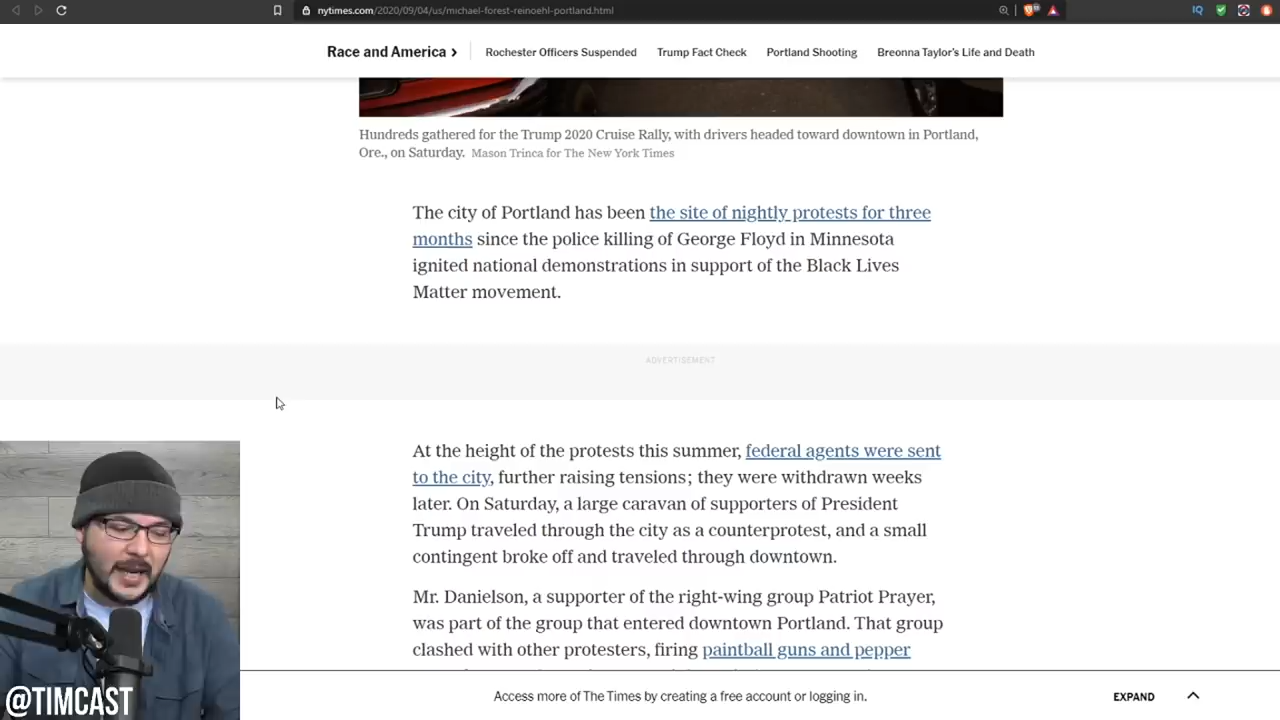 nytimes.com/2020/09/04/us/michael-forest-reinoehl-portland.html
Race and America
Rochester Officers Suspended
Trump Fact Check
Portland Shooting
Breonna Taylor's Life and Death
Hundreds gathered for the Trump 2020 Cruise Rally, with drivers headed toward downtown in Portland,
Ore., on Saturday. Mason Trinca for The New York Times
The city of Portland has been the site of nightly protests for three
months since the police killing of George Floyd in Minnesota
ignited national demonstrations in support of the Black Lives
Matter movement.
ADVERTISEMENT
At the height of the protests this summer, federal agents were sent
to the city, further raising tensions; they were withdrawn weeks
later. On Saturday, a large caravan of supporters of President
Trump traveled through the city as a counterprotest, and a small
contingent broke off and traveled through downtown.
Mr. Danielson, a supporter of the right-wing group Patriot Prayer,
was part of the group that entered downtown Portland. That group
clashed with other protesters, firing paintball guns and pepper
Access more of The Times by creating a free account or logging in.
EXPAND
@TIMCAST